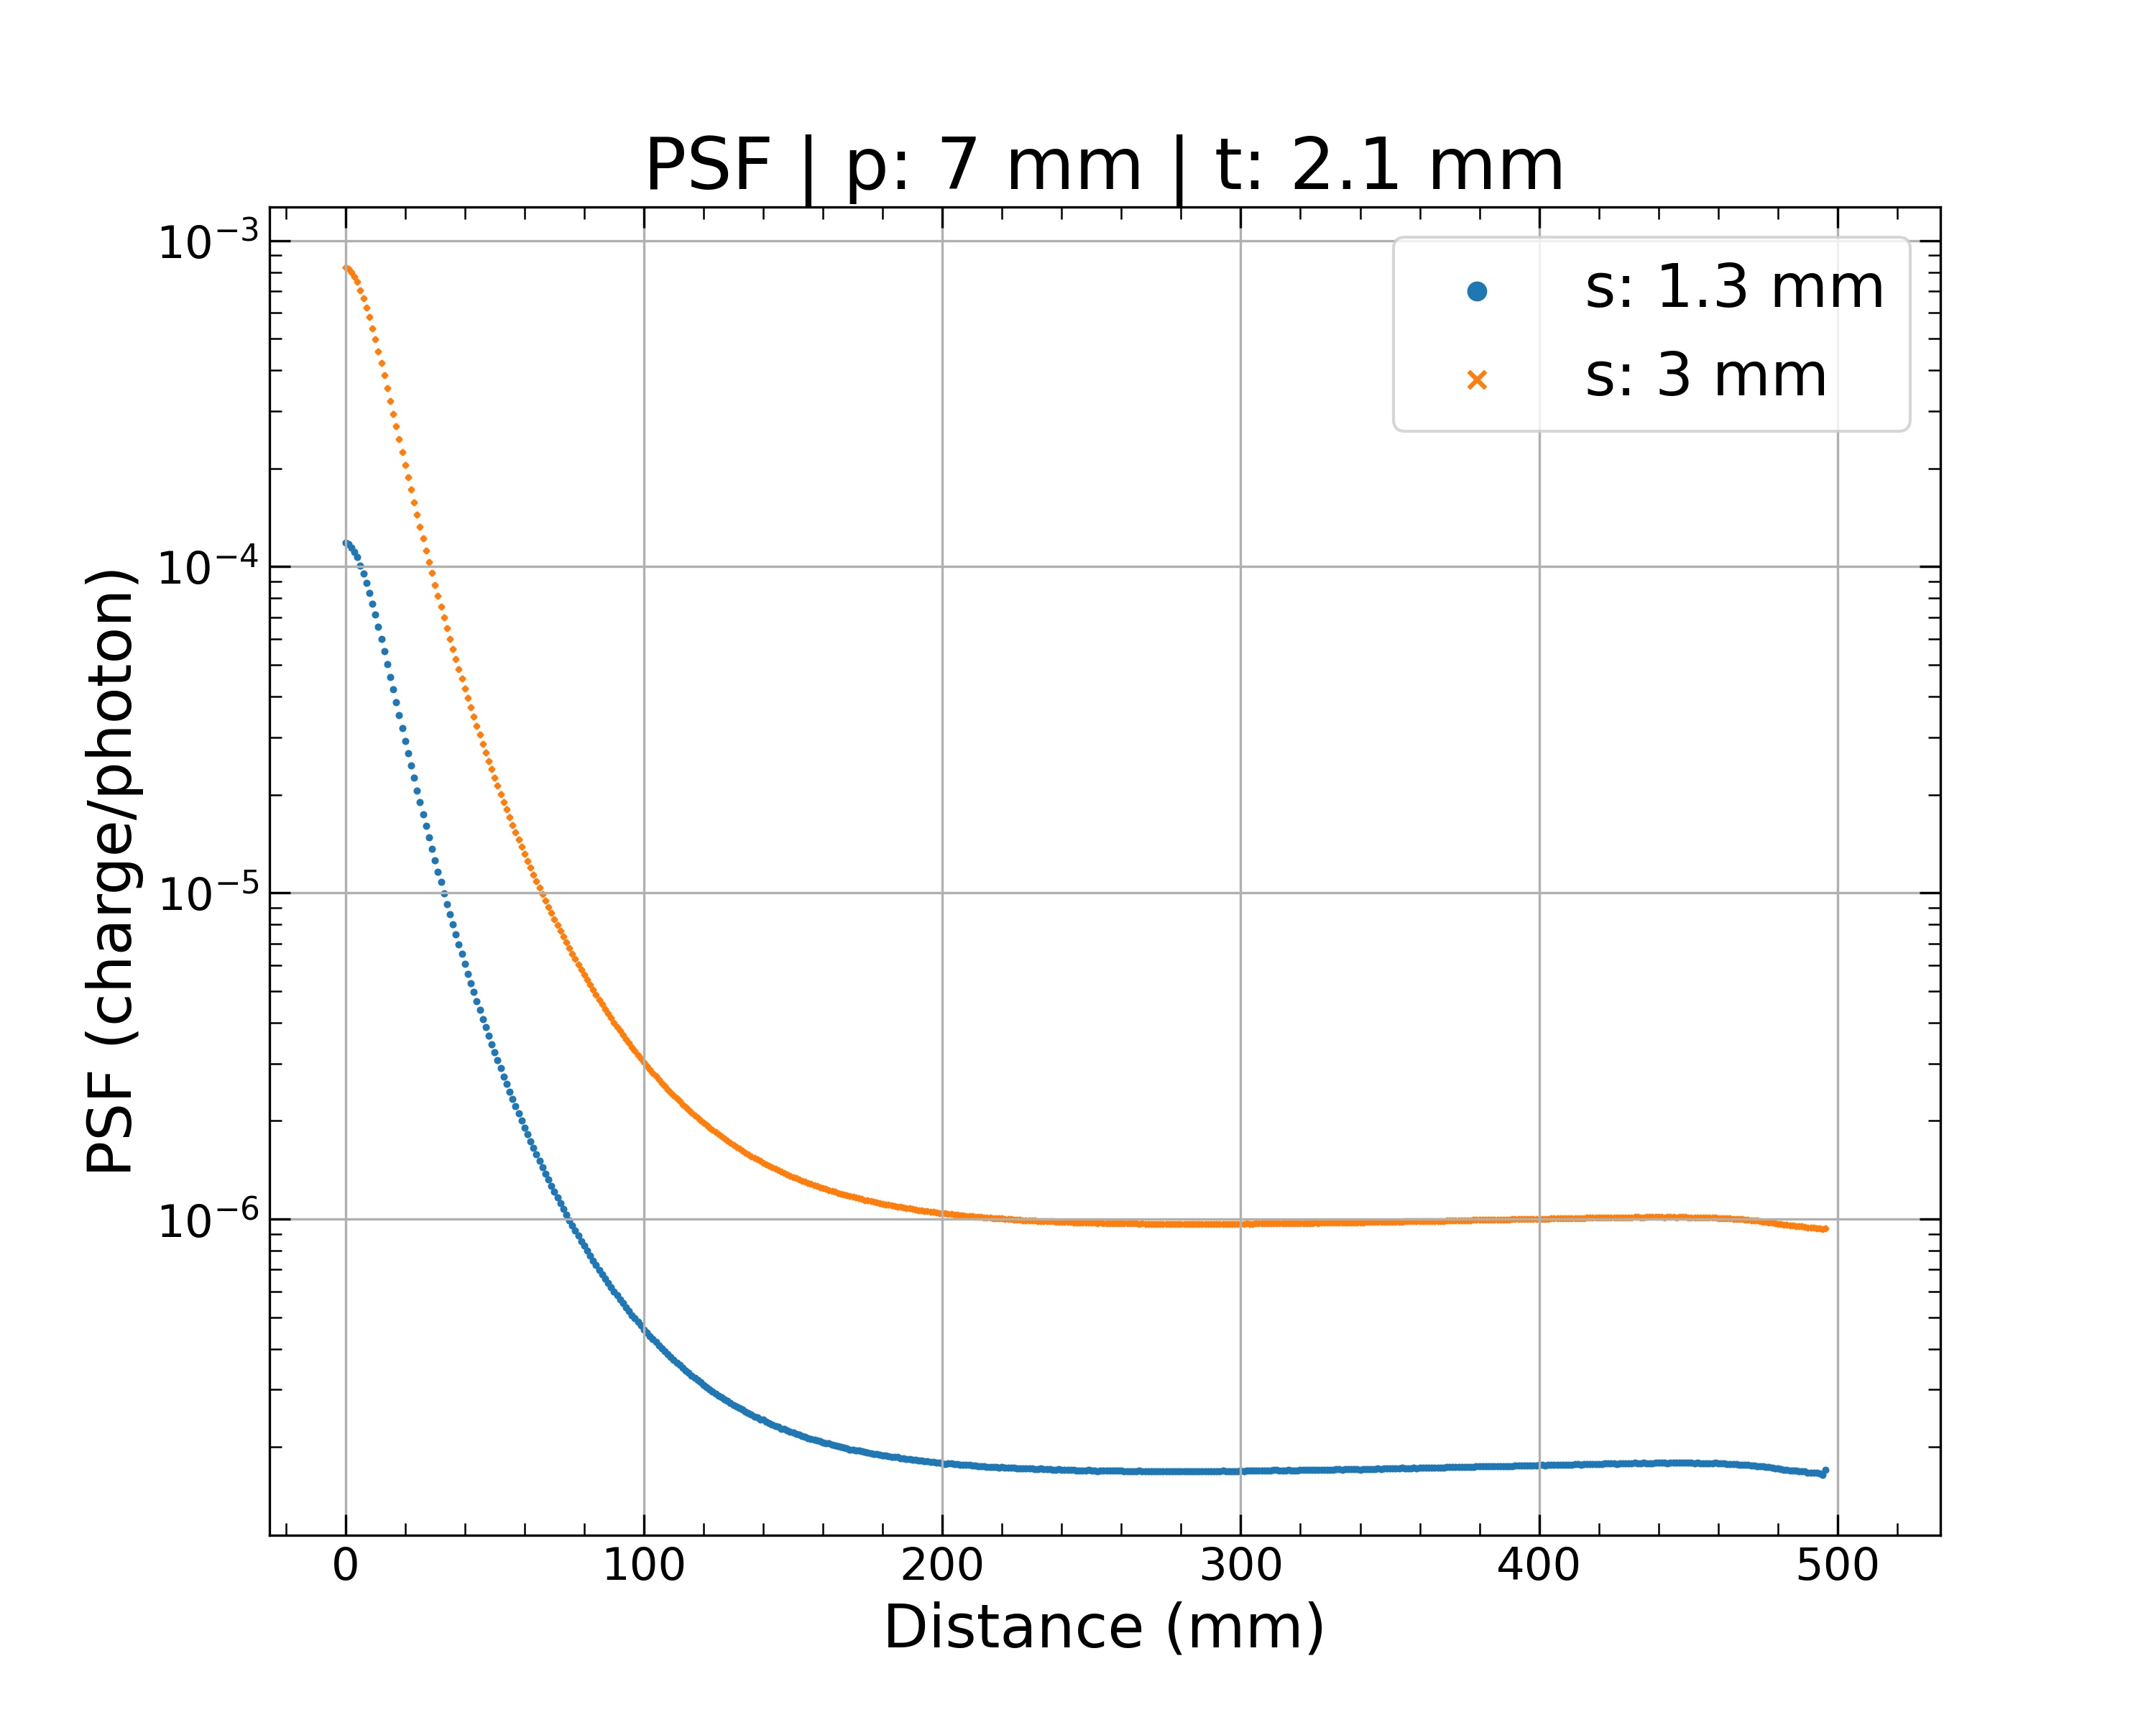 PSF | p: 7 mm | t: 2.1 mm
s: 1.3 mm
s: 3 mm
PSF (charge/photon)
10⁻³
10⁻⁴
10⁻⁵
10⁻⁶
0 100 200 300 400 500
Distance (mm)